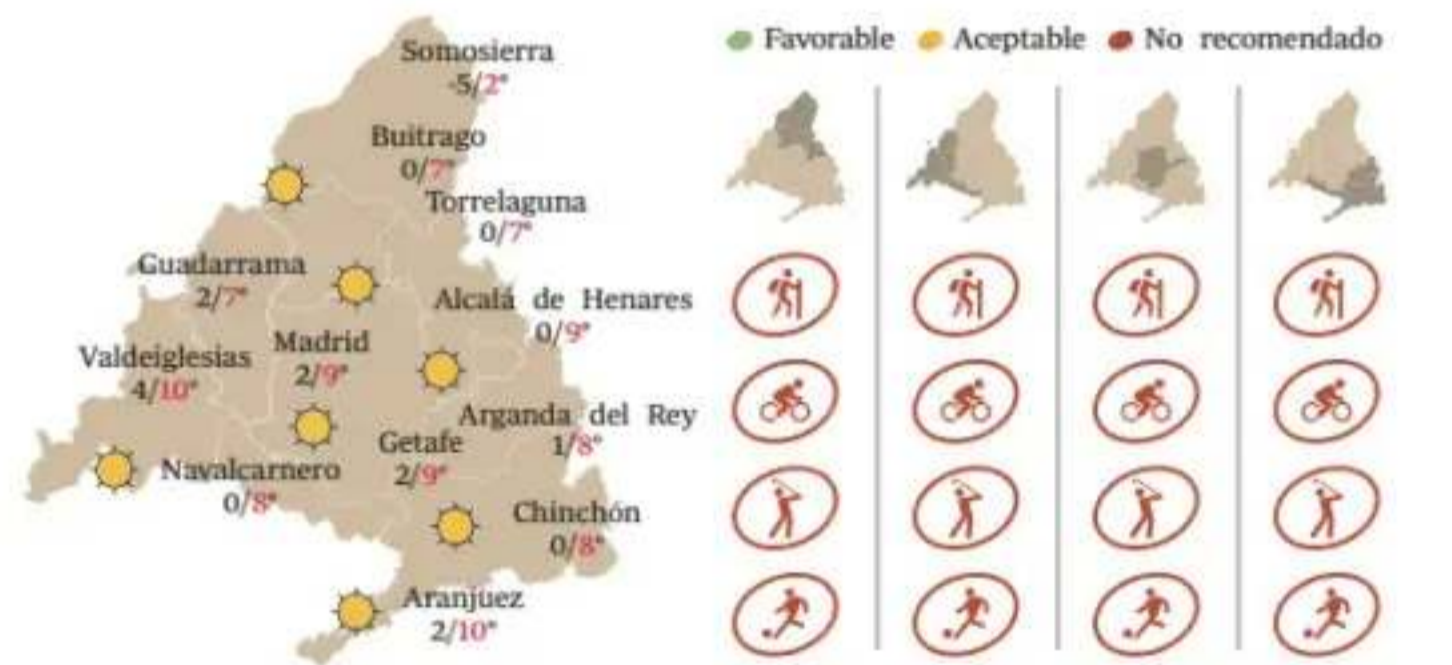 Somosierra
-5/2°
Buitrago
0/7°
Torrelaguna
0/7°
Guadarrama
2/7°
Alcalá de Henares
0/9°
Madrid
2/9°
Valdeiglesias
4/10°
Arganda del Rey
1/8°
Getafe
2/9°
Navalcarnero
0/8°
Chinchón
0/8°
Aranjuez
2/10°
Favorable Aceptable No recomendado